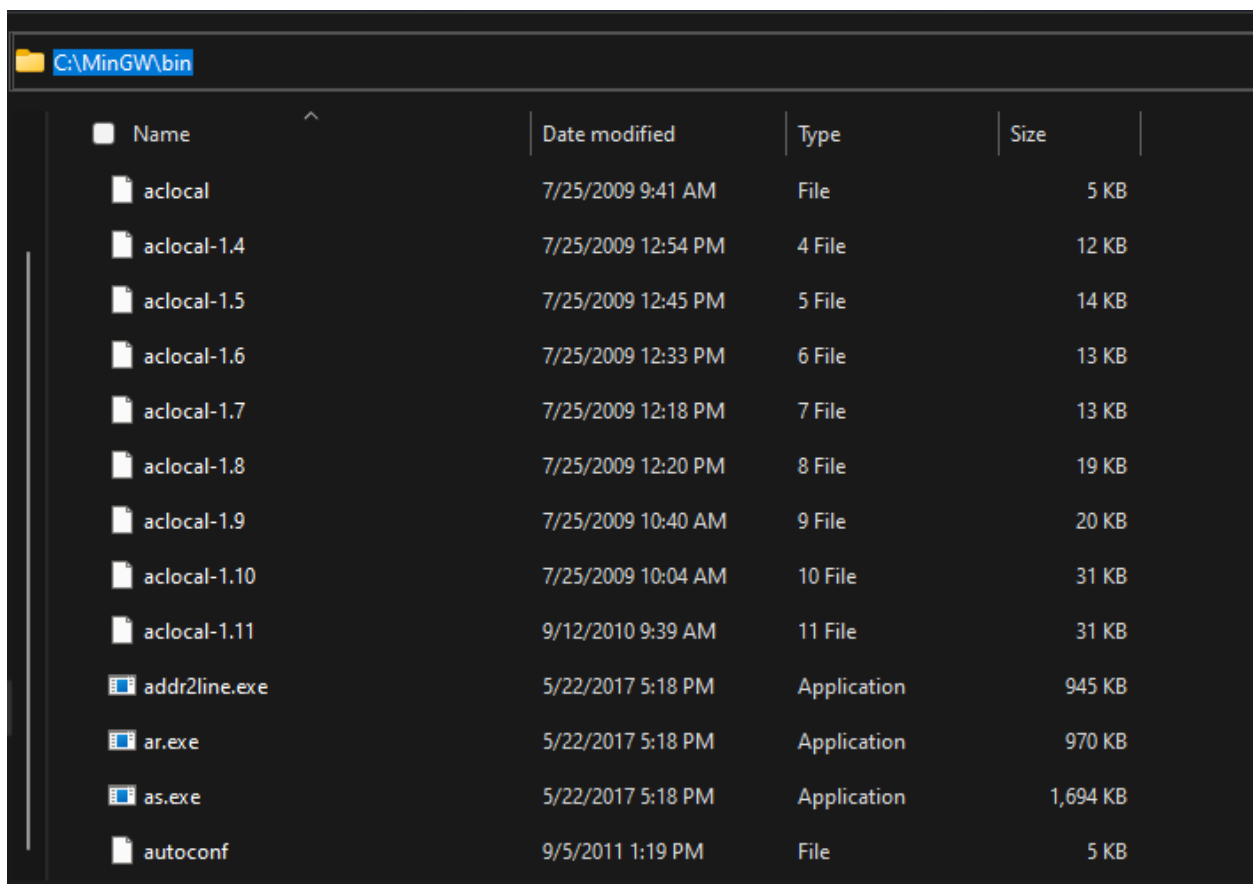 C:\MinGW\bin
Name Date modified Type Size
aclocal 7/25/2009 9:41 AM File 5 KB
aclocal-1.4 7/25/2009 12:54 PM 4 File 12 KB
aclocal-1.5 7/25/2009 12:45 PM 5 File 14 KB
aclocal-1.6 7/25/2009 12:33 PM 6 File 13 KB
aclocal-1.7 7/25/2009 12:18 PM 7 File 13 KB
aclocal-1.8 7/25/2009 12:20 PM 8 File 19 KB
aclocal-1.9 7/25/2009 10:40 AM 9 File 20 KB
aclocal-1.10 7/25/2009 10:04 AM 10 File 31 KB
aclocal-1.11 9/12/2010 9:39 AM 11 File 31 KB
addr2line.exe 5/22/2017 5:18 PM Application 945 KB
ar.exe 5/22/2017 5:18 PM Application 970 KB
as.exe 5/22/2017 5:18 PM Application 1,694 KB
autoconf 9/5/2011 1:19 PM File 5 KB